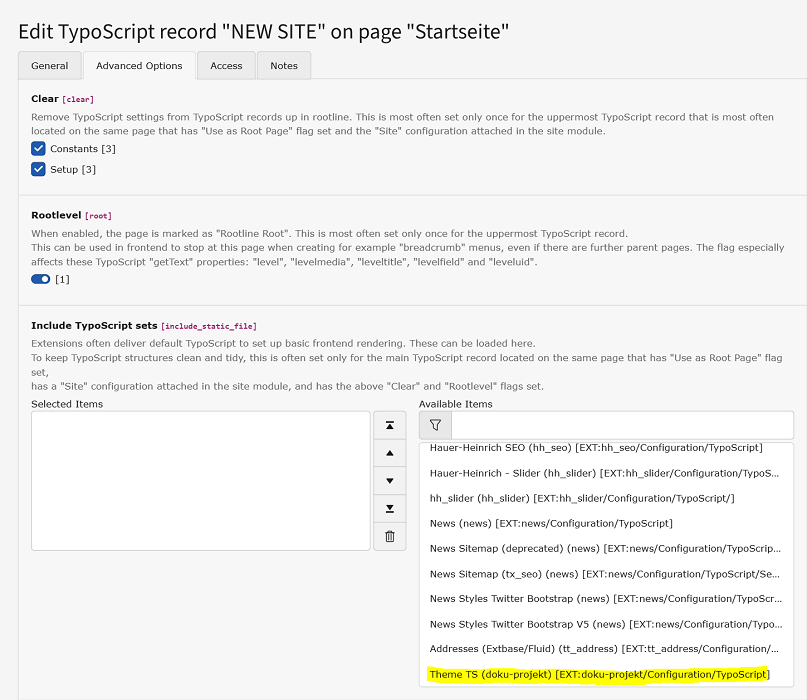 Edit TypoScript record "NEW SITE" on page "Startseite"
General Advanced Options Access Notes
Clear [clear]
Remove TypoScript settings from TypoScript records up in rootline. This is most often set only once for the uppermost TypoScript record that is most often
located on the same page that has "Use as Root Page" flag set and the "Site" configuration attached in the site module.
Constants [3]
Setup [3]
Rootlevel [root]
When enabled, the page is marked as "Rootline Root". This is most often set only once for the uppermost TypoScript record.
This can be used in frontend to stop at this page when creating for example "breadcrumb" menus, even if there are further parent pages. The flag especially
affects these TypoScript "getText" properties: "level", "levelmedia", "leveltitle", "levelfield" and "leveluid".
[1]
Include TypoScript sets [include_static_file]
Extensions often deliver default TypoScript to set up basic frontend rendering. These can be loaded here.
To keep TypoScript structures clean and tidy, this is often set only for the main TypoScript record located on the same page that has "Use as Root Page" flag
set,
has a "Site" configuration attached in the site module, and has the above "Clear" and "Rootlevel" flags set.
Selected Items
Available Items
Hauer-Heinrich SEO (hh_seo) [EXT:hh_seo/Configuration/TypoScript]
Hauer-Heinrich - Slider (hh_slider) [EXT:hh_slider/Configuration/TypoS...
hh_slider (hh_slider) [EXT:hh_slider/Configuration/TypoScript/]
News (news) [EXT:news/Configuration/TypoScript]
News Sitemap (deprecated) (news) [EXT:news/Configuration/TypoScrip...
News Sitemap (tx_seo) (news) [EXT:news/Configuration/TypoScript/Se...
News Styles Twitter Bootstrap (news) [EXT:news/Configuration/TypoScr...
News Styles Twitter Bootstrap V5 (news) [EXT:news/Configuration/Typo...
Addresses (Extbase/Fluid) (tt_address) [EXT:tt_address/Configuration/...
Theme TS (doku-projekt) [EXT:doku-projekt/Configuration/TypoScript]